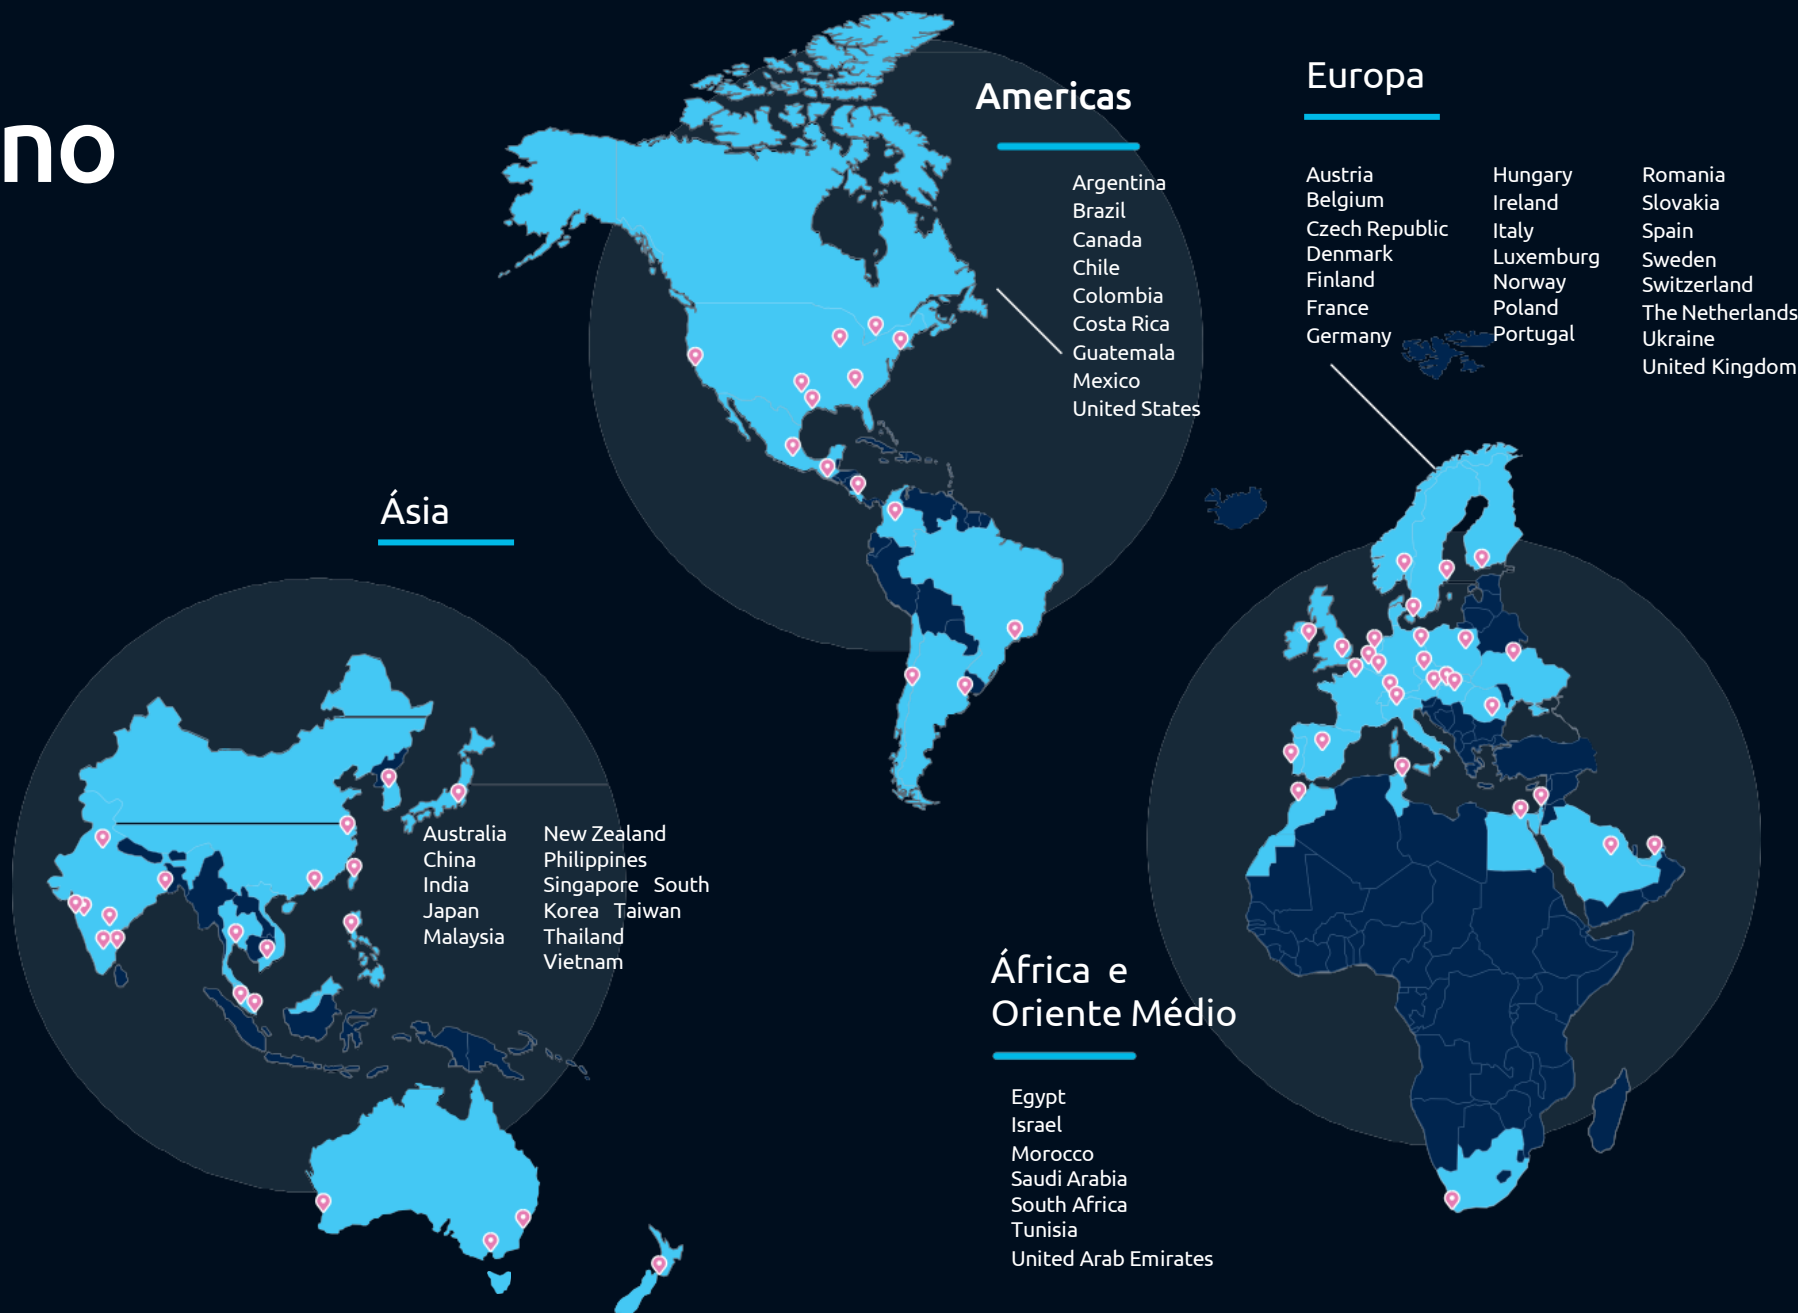 no
Americas
Argentina
Brazil
Canada
Chile
Colombia
Costa Rica
Guatemala
Mexico
United States
Europa
Austria
Belgium
Czech Republic
Denmark
Finland
France
Germany
Hungary
Ireland
Italy
Luxemburg
Norway
Poland
Portugal
Romania
Slovakia
Spain
Sweden
Switzerland
The Netherlands
Ukraine
United Kingdom
Ásia
Australia
China
India
Japan
Malaysia
New Zealand
Philippines
Singapore South
Korea Taiwan
Thailand
Vietnam
África e
Oriente Médio
Egypt
Israel
Morocco
Saudi Arabia
South Africa
Tunisia
United Arab Emirates